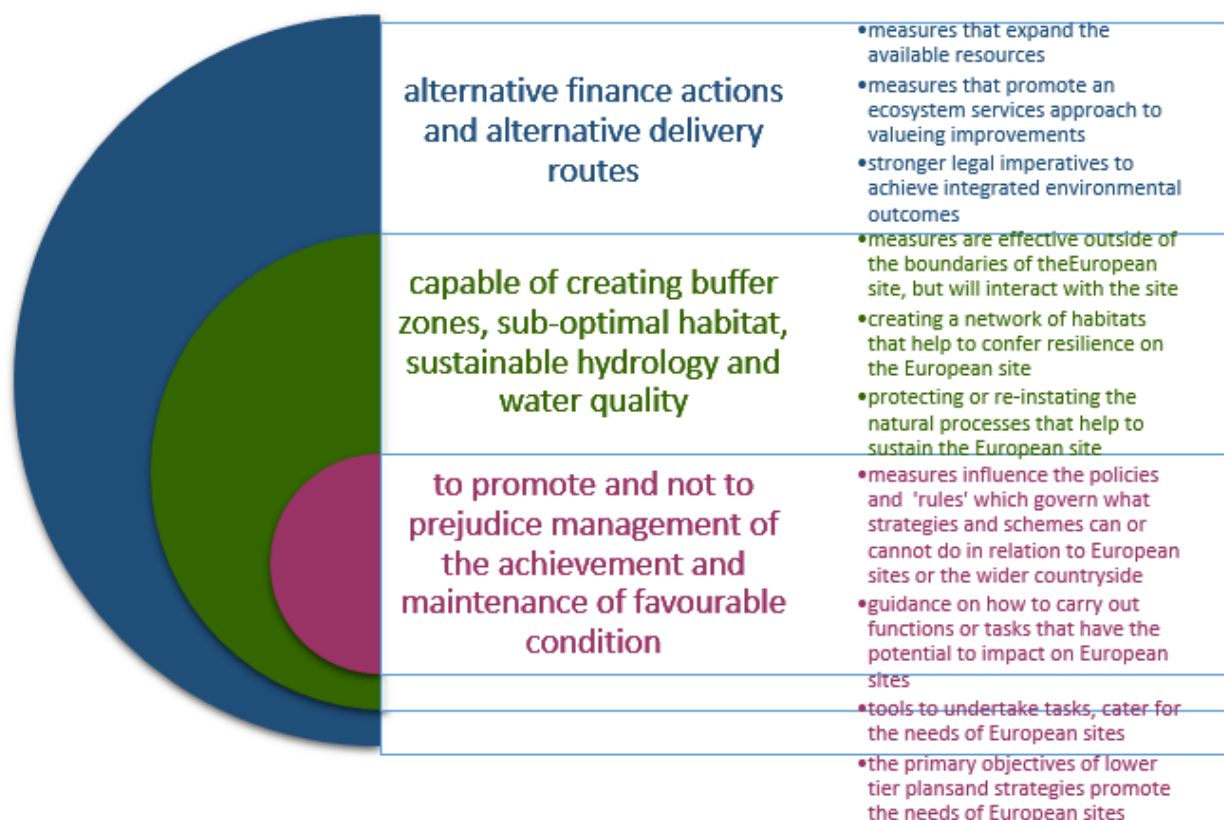 alternative finance actions
and alternative delivery
routes
•measures that expand the
available resources
•measures that promote an
ecosystem services approach to
valueing improvements
•stronger legal imperatives to
achieve integrated environmental
outcomes
capable of creating buffer
zones, sub-optimal habitat,
sustainable hydrology and
water quality
•measures are effective outside of
the boundaries of theEuropean
site, but will interact with the site
•creating a network of habitats
that help to confer resilience on
the European site
•protecting or re-instating the
natural processes that help to
sustain the European site
to promote and not to
prejudice management of
the achievement and
maintenance of favourable
condition
•measures influence the policies
and 'rules' which govern what
strategies and schemes can or
cannot do in relation to European
sites or the wider countryside
•guidance on how to carry out
functions or tasks that have the
potential to impact on European
sites
•tools to undertake tasks, cater for
the needs of European sites
•the primary objectives of lower
tier plansand strategies promote
the needs of European sites